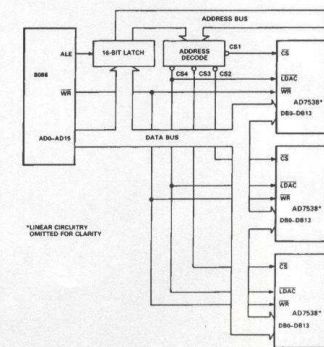 ADDRESS BUS
ALE
16-BIT LATCH
ADDRESS
DECODE
CS1
CS
8086
CS4
CS3
CS2
LDAC
WR
WR
AD7538*
DB0–DB13
AD0–AD15
DATA BUS
CS
LDAC
WR
AD7538*
DB0–DB13
*LINEAR CIRCUITRY
OMITTED FOR CLARITY
CS
LDAC
WR
AD7538*
DB0–DB13